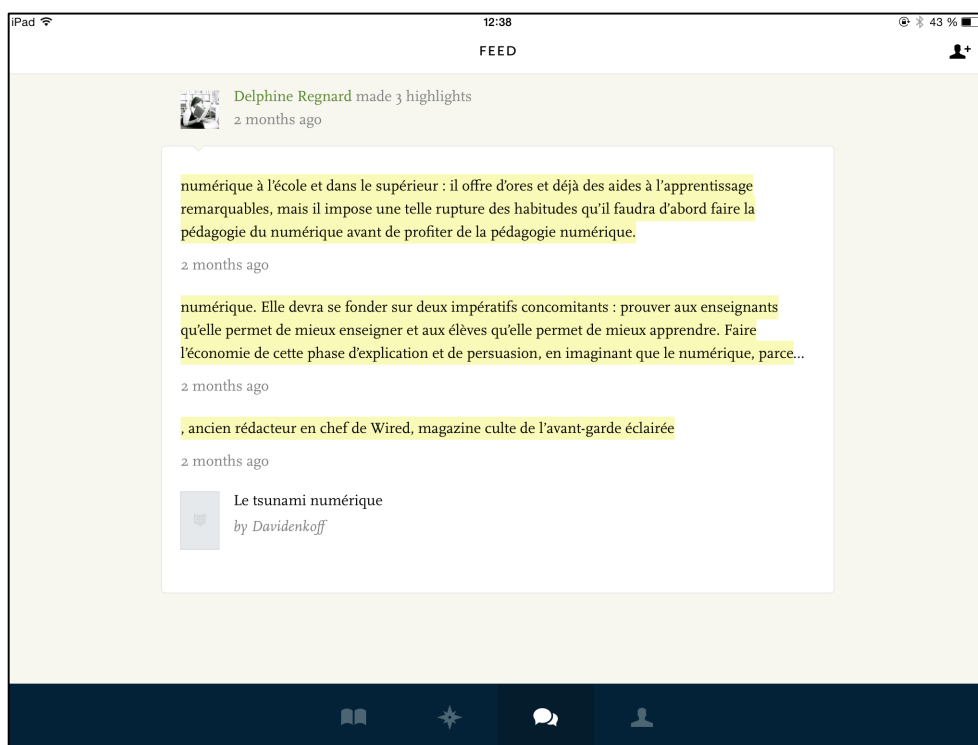 iPad 12:38 43 %
FEED
Delphine Regnard made 3 highlights
2 months ago
numérique à l’école et dans le supérieur : il offre d’ores et déjà des aides à l’apprentissage
remarquables, mais il impose une telle rupture des habitudes qu’il faudra d’abord faire la
pédagogie du numérique avant de profiter de la pédagogie numérique.
2 months ago
numérique. Elle devra se fonder sur deux impératifs concomitants : prouver aux enseignants
qu’elle permet de mieux enseigner et aux élèves qu’elle permet de mieux apprendre. Faire
l’économie de cette phase d’explication et de persuasion, en imaginant que le numérique, parce...
2 months ago
, ancien rédacteur en chef de Wired, magazine culte de l’avant-garde éclairée
2 months ago
Le tsunami numérique
by Davidenkoff